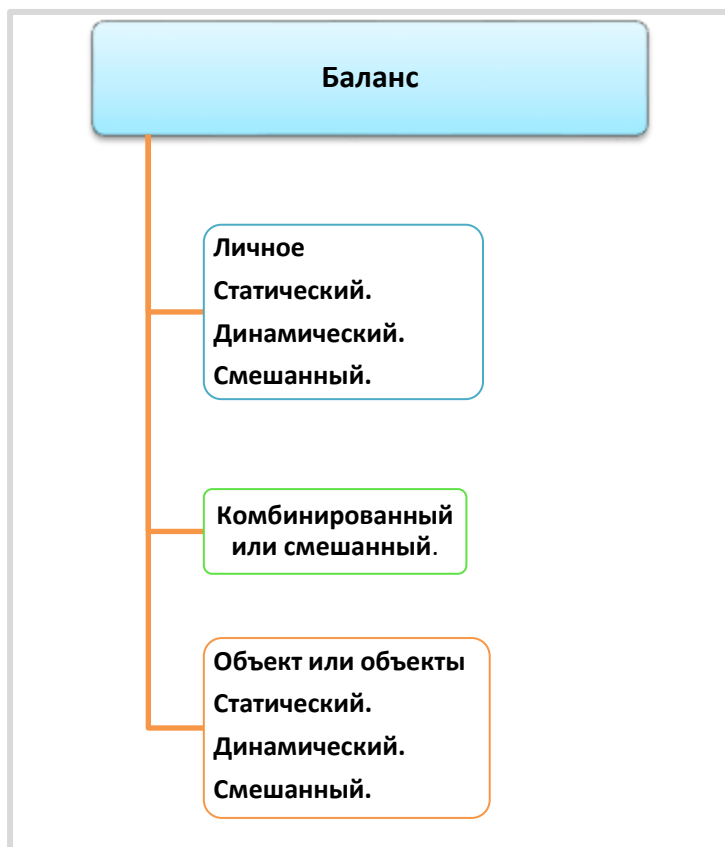 Баланс
Личное
Статический.
Динамический.
Смешанный.
Комбинированный
или смешанный.
Объект или объекты
Статический.
Динамический.
Смешанный.